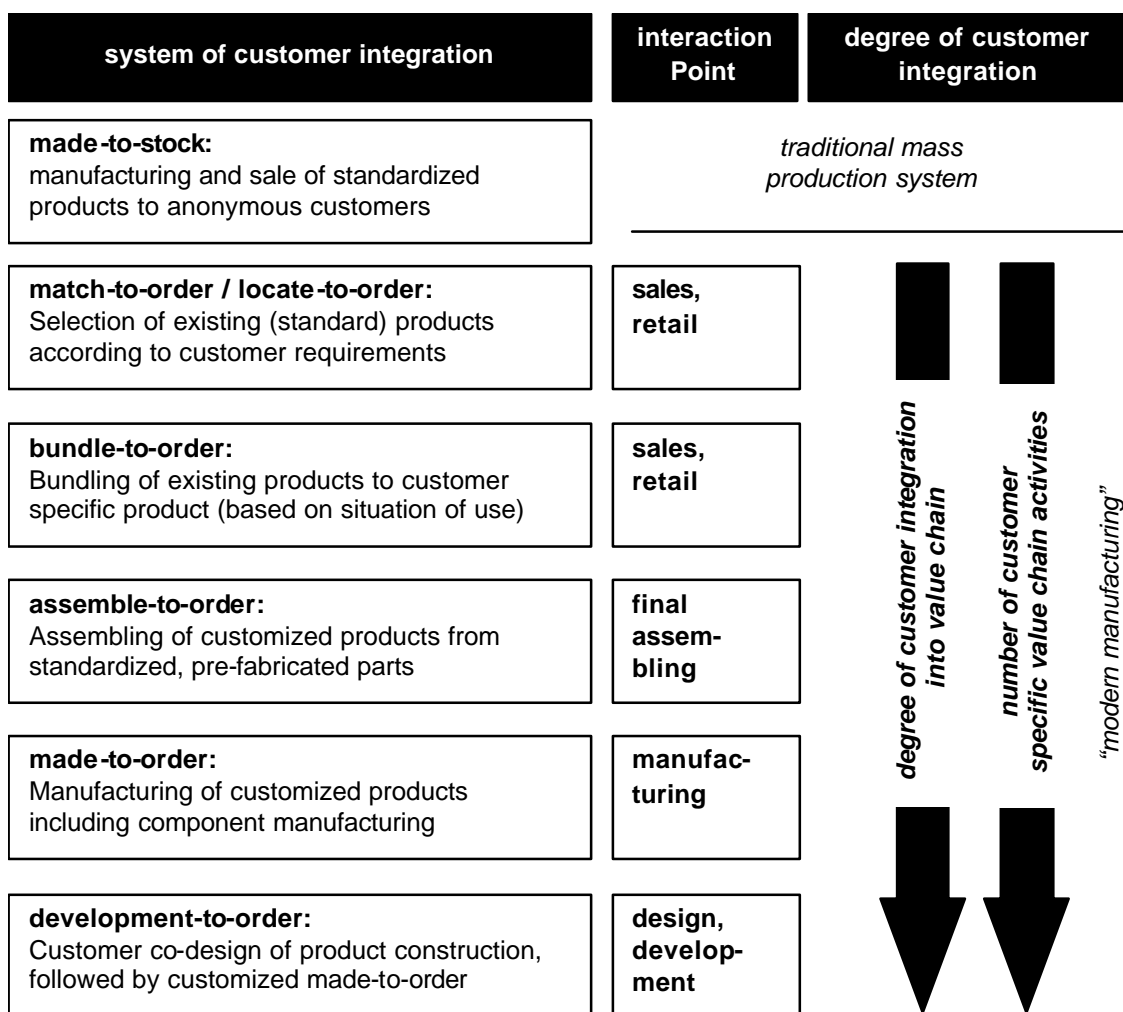 system of customer integration
interaction
Point
degree of customer
integration
made-to-stock:
manufacturing and sale of standardized
products to anonymous customers
traditional mass
production system
match-to-order / locate-to-order:
Selection of existing (standard) products
according to customer requirements
sales,
retail
bundle-to-order:
Bundling of existing products to customer
specific product (based on situation of use)
sales,
retail
assemble-to-order:
Assembling of customized products from
standardized, pre-fabricated parts
final
assem-
bling
made-to-order:
Manufacturing of customized products
including component manufacturing
manufac-
turing
development-to-order:
Customer co-design of product construction,
followed by customized made-to-order
design,
develop-
ment
degree of customer integration
into value chain
number of customer
specific value chain activities
“modern manufacturing”